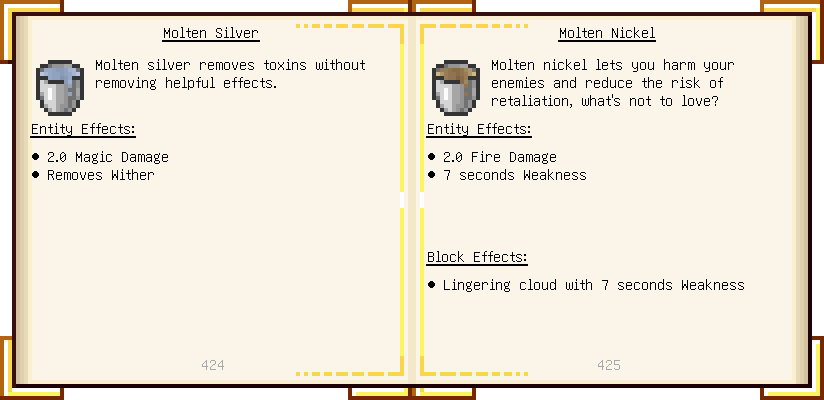 Molten Silver
Molten silver removes toxins without
removing helpful effects.
Entity Effects:
● 2.0 Magic Damage
● Removes Wither
424
Molten Nickel
Molten nickel lets you harm your
enemies and reduce the risk of
retaliation, what's not to love?
Entity Effects:
● 2.0 Fire Damage
● 7 seconds Weakness
Block Effects:
● Lingering cloud with 7 seconds Weakness
425